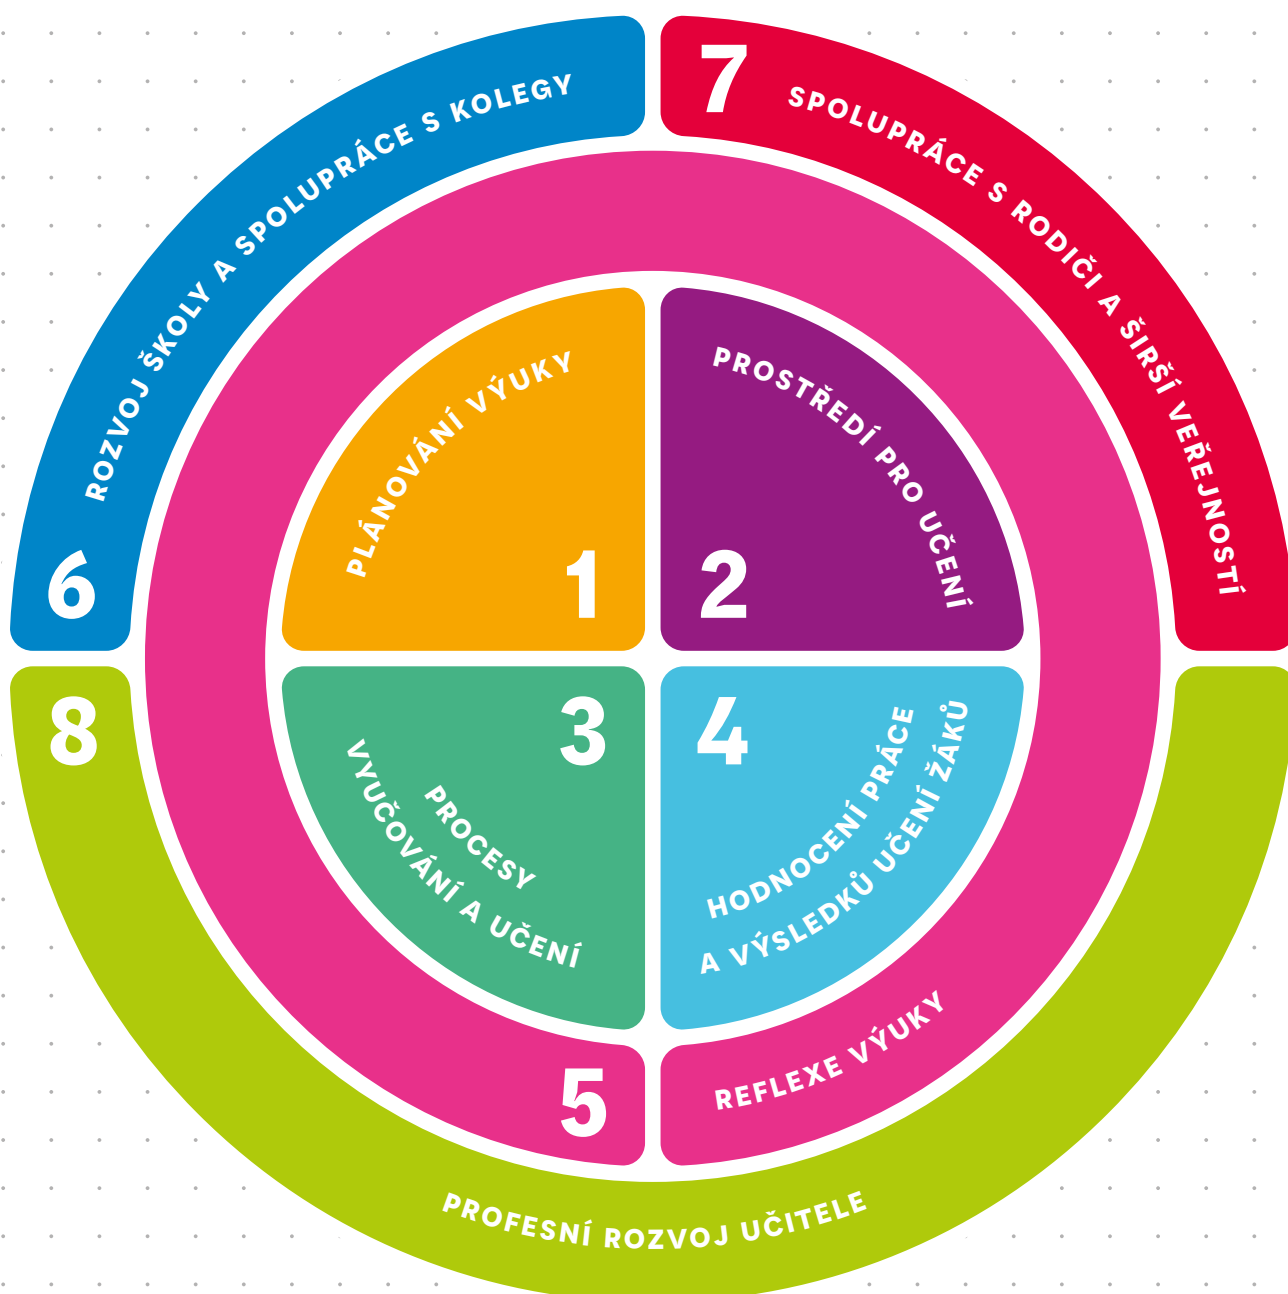 6
ROZVOJ ŠKOLY A SPOLUPRÁCE S KOLEGY
7
SPOLUPRÁCE S RODIČI A ŠIRŠÍ VEŘEJNOSTÍ
PLÁNOVÁNÍ VÝUKY
1
PROSTŘEDÍ PRO UČENÍ
2
3
PROCESY
VYUČOVÁNÍ A UČENÍ
4
HODNOCENÍ PRÁCE
A VÝSLEDKŮ UČENÍ ŽÁKŮ
5
REFLEXE VÝUKY
8
PROFESNÍ ROZVOJ UČITELE